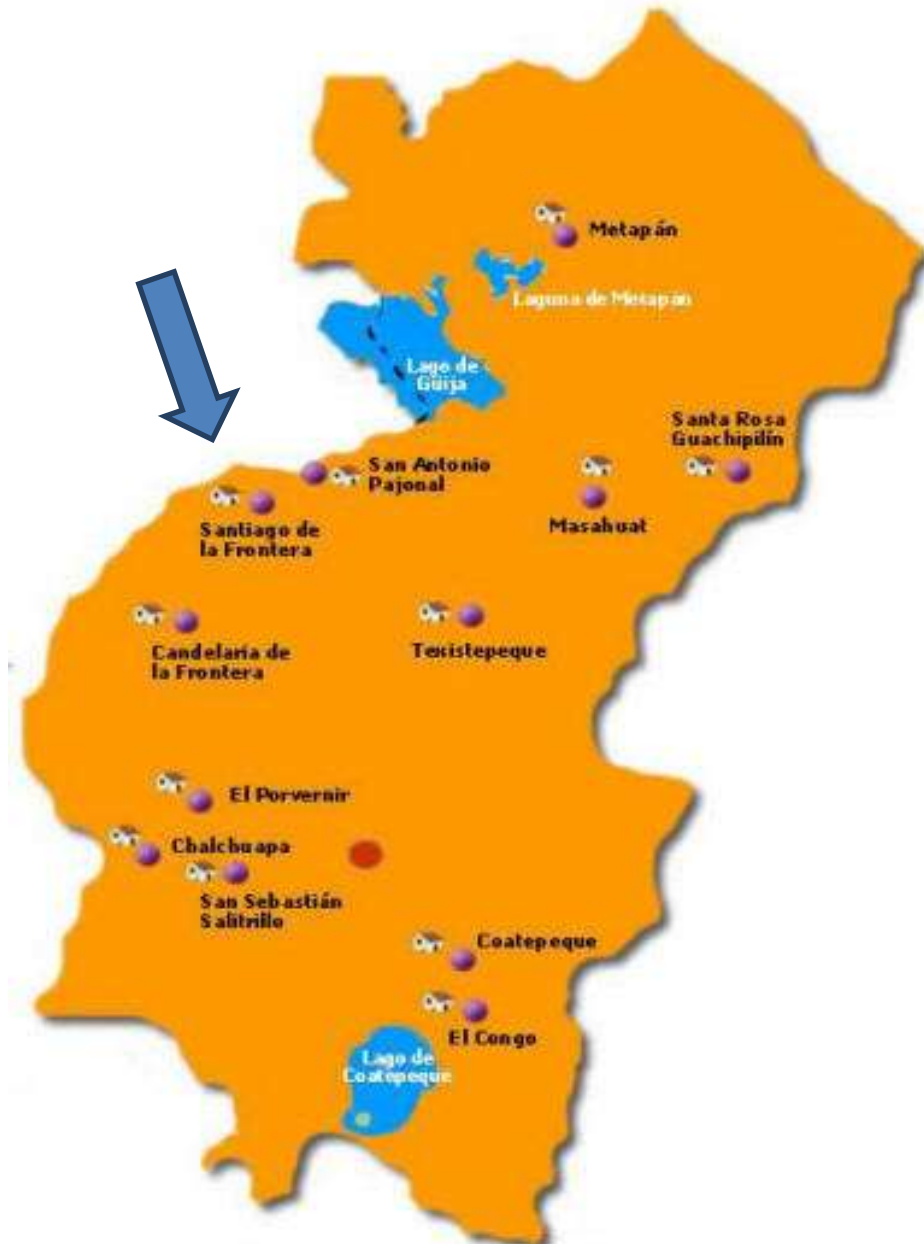 Metapán
Laguna de Metapán
Lago de
Güija
Santa Rosa
Guachipilín
San Antonio
Pajonal
Masahuat
Santiago de
la Frontera
Candelaria de
la Frontera
Texistepeque
El Porvernir
Chalchuapa
San Sebastián
Salitrillo
Coatepeque
El Congo
Lago de
Coatepeque